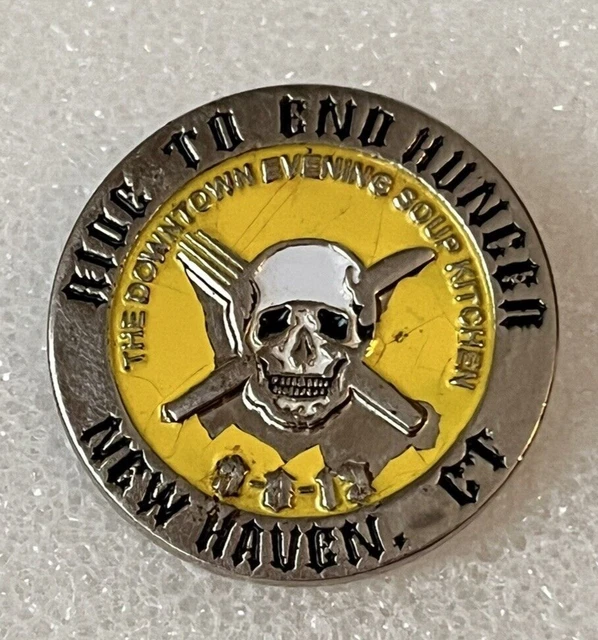 RIDE TO END HUNGER
THE DOWNTOWN EVENING SOUP KITCHEN
NEW HAVEN, CT